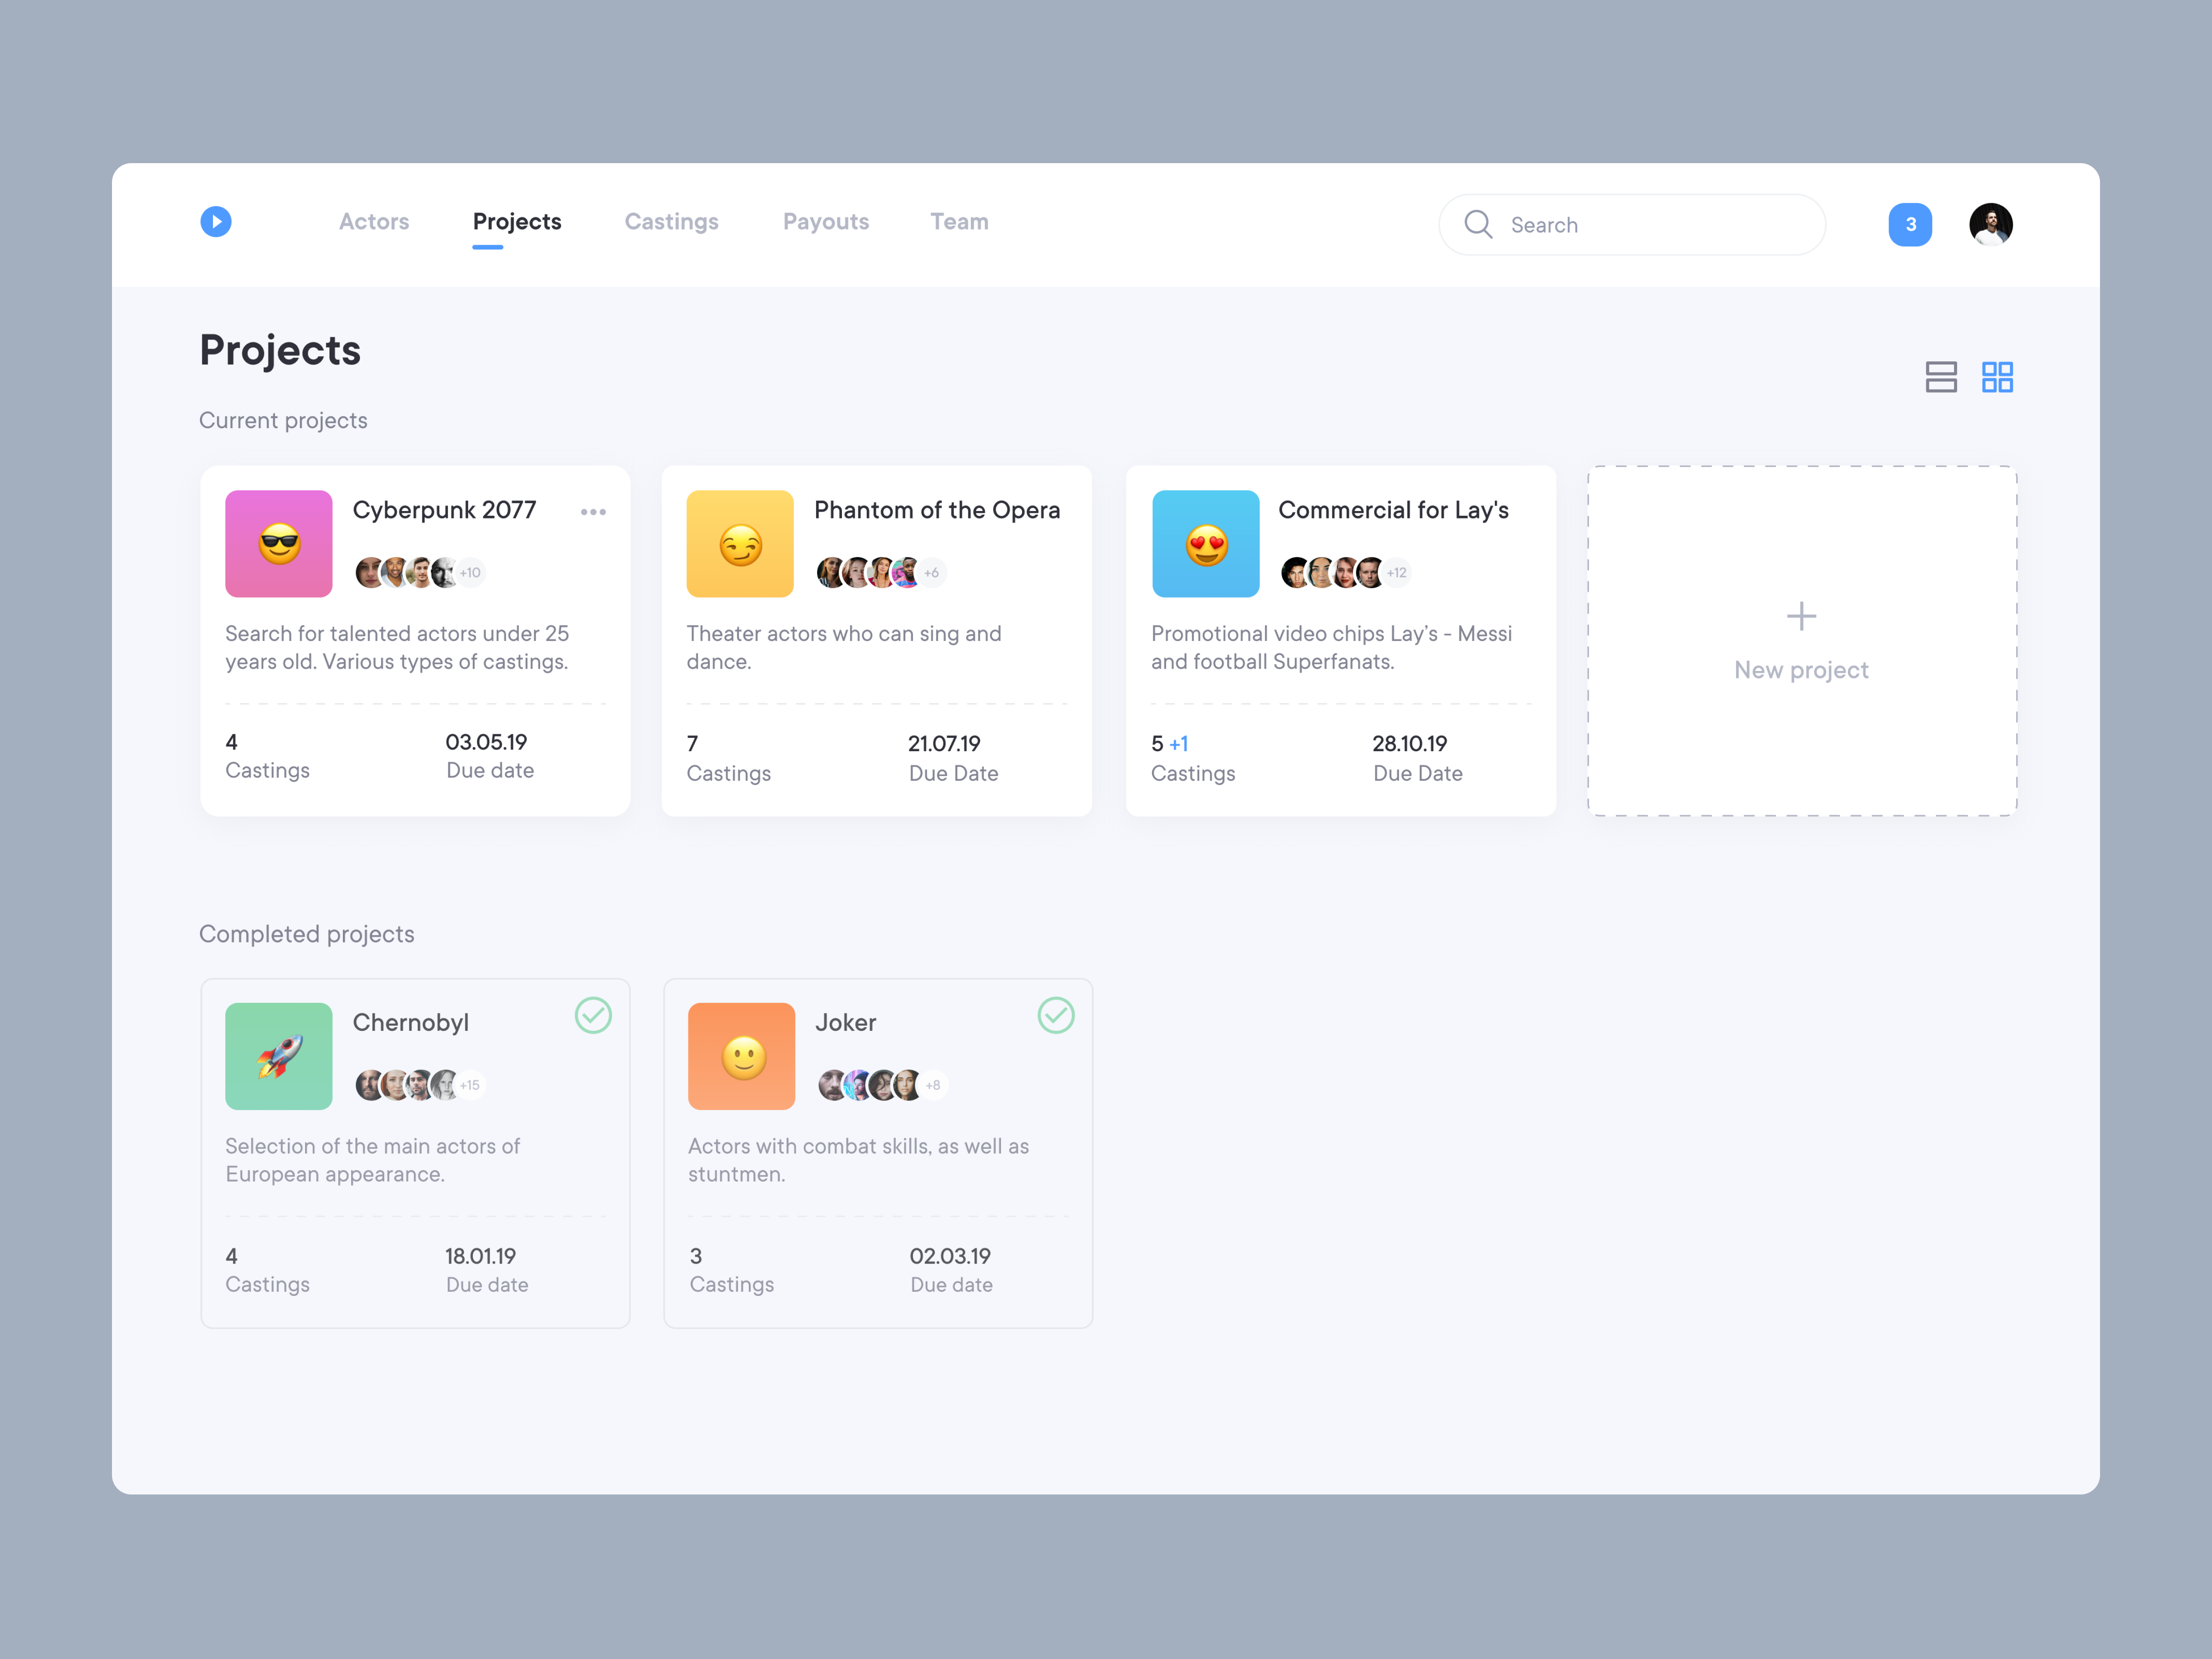 Actors
Projects
Castings
Payouts
Team
Search
3
Projects
Current projects
Cyberpunk 2077
+10
Search for talented actors under 25
years old. Various types of castings.
4
Castings
03.05.19
Due date
Phantom of the Opera
+6
Theater actors who can sing and
dance.
7
Castings
21.07.19
Due Date
Commercial for Lay's
+12
Promotional video chips Lay’s - Messi
and football Superfanats.
5 +1
Castings
28.10.19
Due Date
New project
Completed projects
Chernobyl
+15
Selection of the main actors of
European appearance.
4
Castings
18.01.19
Due date
Joker
+8
Actors with combat skills, as well as
stuntmen.
3
Castings
02.03.19
Due date